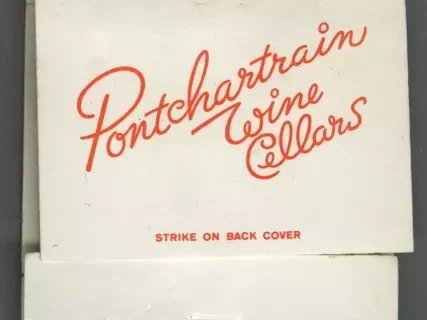 Pontchartrain
Wine
Cellars
STRIKE ON BACK COVER